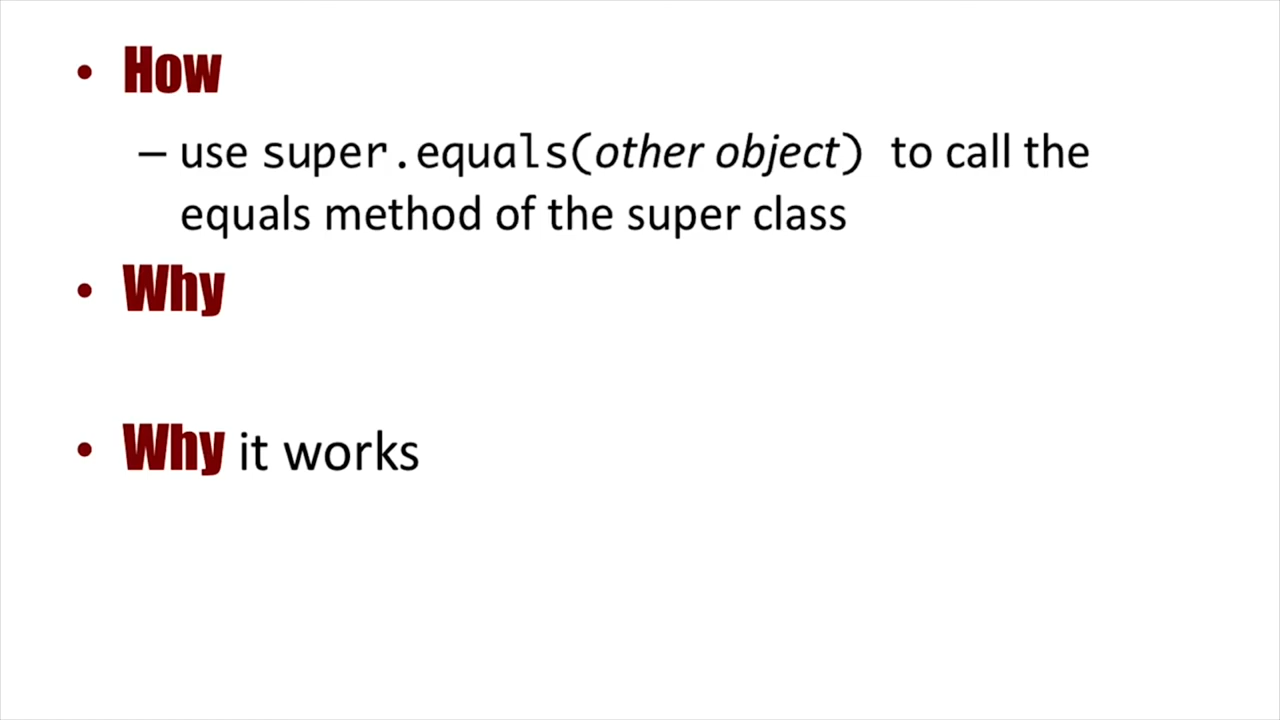 • How
– use super.equals(other object) to call the
equals method of the super class
• Why
• Why it works